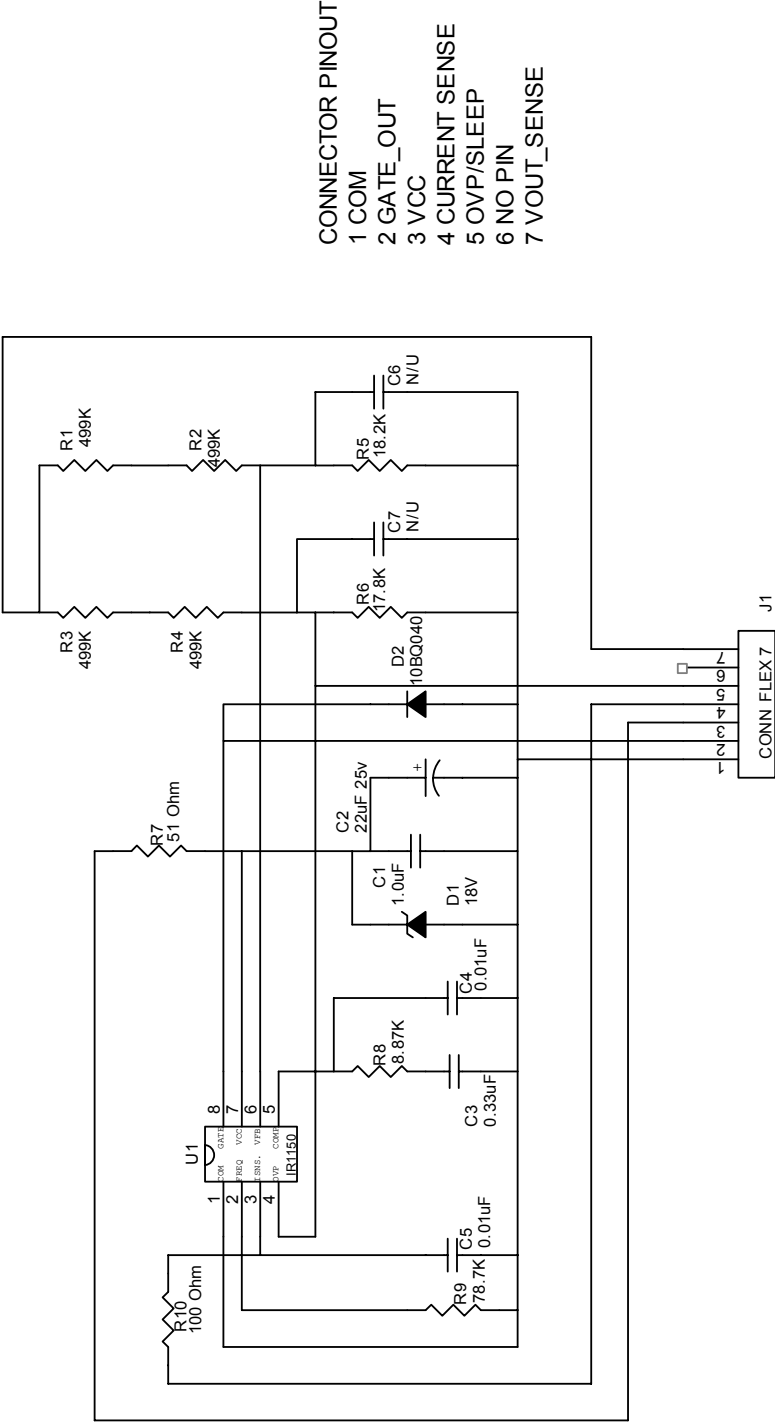 CONNECTOR PINOUT
1 COM
2 GATE_OUT
3 VCC
4 CURRENT SENSE
5 OVP/SLEEP
6 NO PIN
7 VOUT_SENSE
R1
499K
R2
499K
R3
499K
R4
499K
R5
18.2K
C6
N/U
R6
17.8K
C7
N/U
D2
10BQ040
R7
51 Ohm
C2
22uF 25v
+
C1
1.0uF
D1
18V
C4
0.01uF
R8
8.87K
C3
0.33uF
U1
1 COM GATE 8
2 FREQ VCC 7
3 ISNS. VFB 6
4 OVP COMP 5
IR1150
C5
0.01uF
R9
78.7K
R10
100 Ohm
J1
CONN FLEX 7
1
2
3
4
5
6
7